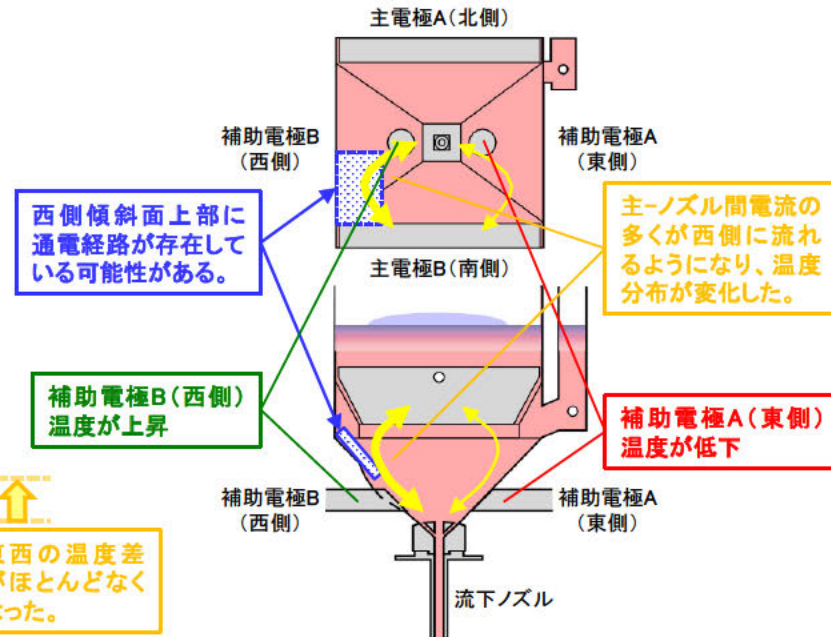 主電極A(北側)
補助電極B
(西側)
補助電極A
(東側)
西側傾斜面上部に
通電経路が存在して
いる可能性がある。
主-ノズル間電流の
多くが西側に流れ
るようになり、温度
分布が変化した。
主電極B(南側)
補助電極B(西側)
温度が上昇
補助電極A(東側)
温度が低下
補助電極B
(西側)
補助電極A
(東側)
東西の温度差
がほとんどなく
なった。
流下ノズル